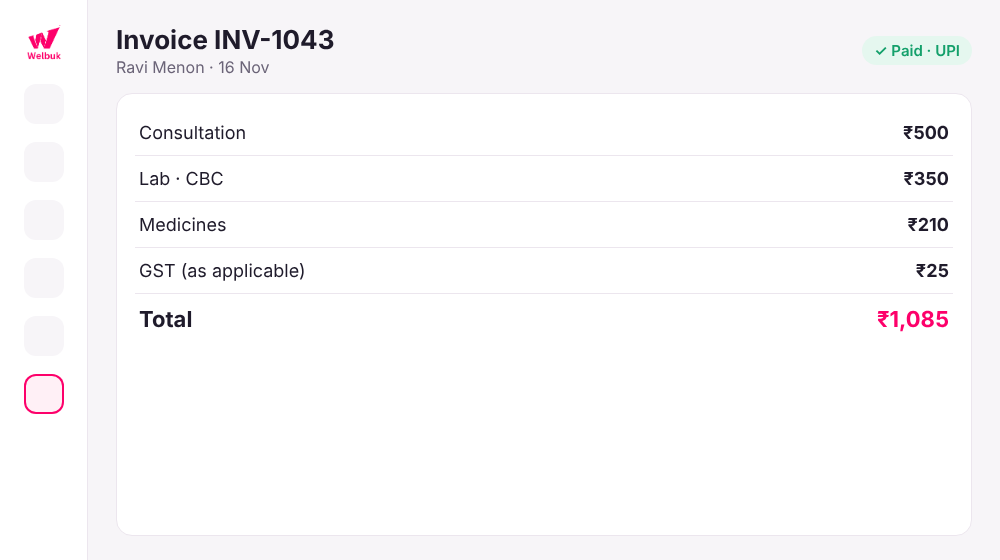 Welbuk
Invoice INV-1043
Ravi Menon · 16 Nov
✓ Paid · UPI
Consultation ₹500
Lab · CBC ₹350
Medicines ₹210
GST (as applicable) ₹25
Total ₹1,085